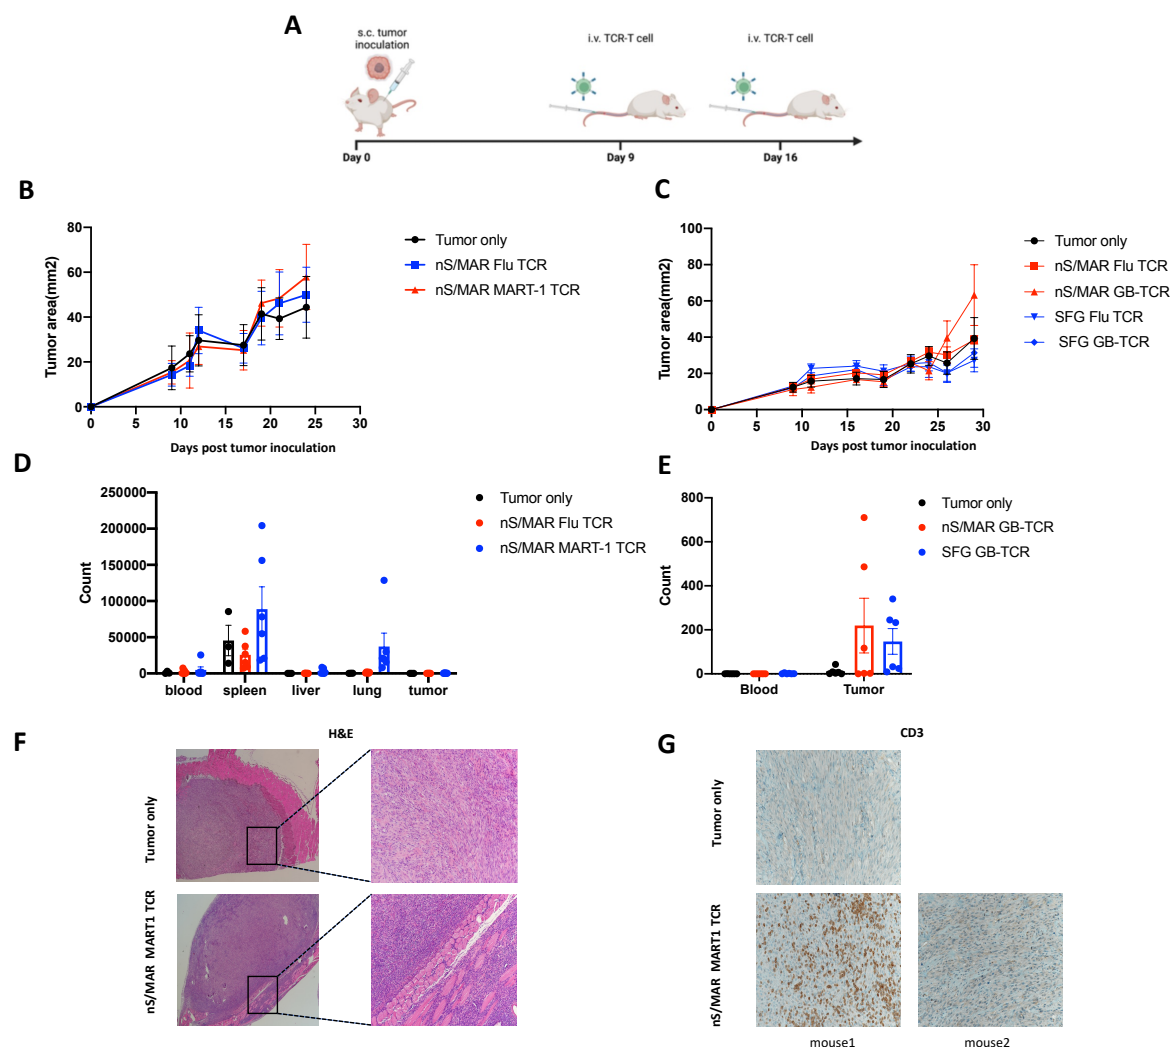 A
s.c. tumor
inoculation
i.v. TCR-T cell
i.v. TCR-T cell
Day 0
Day 9
Day 16
B
Tumor area(mm2)
80
60
40
20
0
0
5
10
15
20
25
30
Days post tumor inoculation
Tumor only
nS/MAR Flu TCR
nS/MAR MART-1 TCR
C
Tumor area(mm2)
100
80
60
40
20
0
0
5
10
15
20
25
30
Days post tumor inoculation
Tumor only
nS/MAR Flu TCR
nS/MAR GB-TCR
SFG Flu TCR
SFG GB-TCR
D
Count
250000
200000
150000
100000
50000
0
blood
spleen
liver
lung
tumor
Tumor only
nS/MAR Flu TCR
nS/MAR MART-1 TCR
E
Count
800
600
400
200
0
Blood
Tumor
Tumor only
nS/MAR GB-TCR
SFG GB-TCR
F
H&E
Tumor only
nS/MAR MART1 TCR
G
CD3
Tumor only
nS/MAR MART1 TCR
mouse1
mouse2